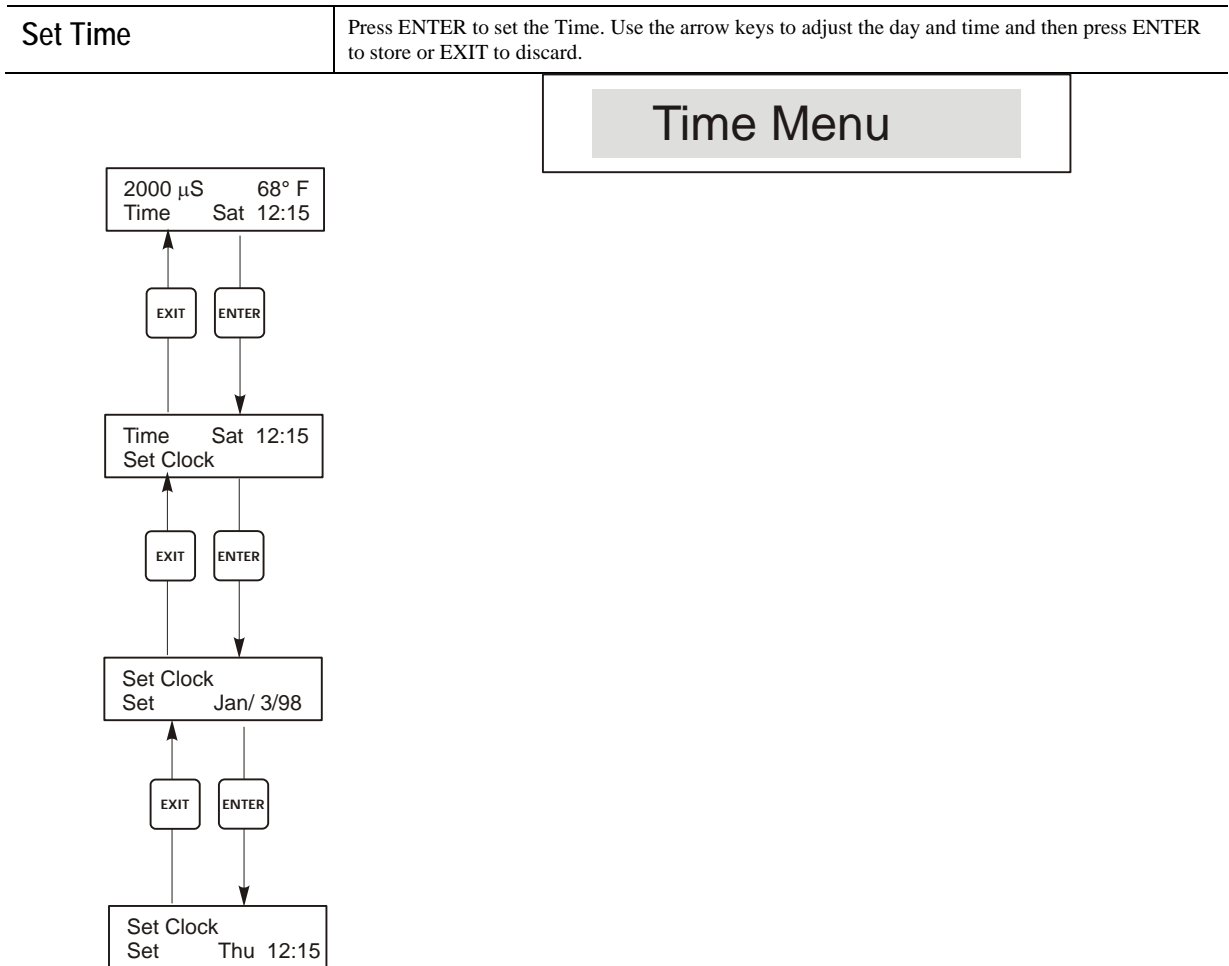 Set Time
Press ENTER to set the Time. Use the arrow keys to adjust the day and time and then press ENTER
to store or EXIT to discard.
Time Menu
2000 μS 68° F
Time Sat 12:15
EXIT ENTER
Time Sat 12:15
Set Clock
EXIT ENTER
Set Clock
Set Jan/ 3/98
EXIT ENTER
Set Clock
Set Thu 12:15